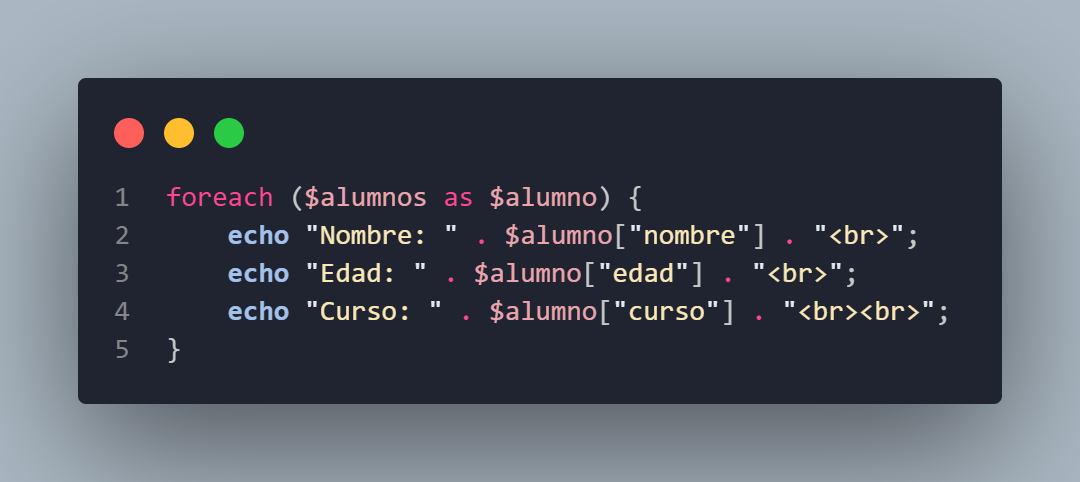 1 foreach ($alumnos as $alumno) {
2     echo "Nombre: " . $alumno["nombre"] . "<br>";
3     echo "Edad: " . $alumno["edad"] . "<br>";
4     echo "Curso: " . $alumno["curso"] . "<br><br>";
5 }